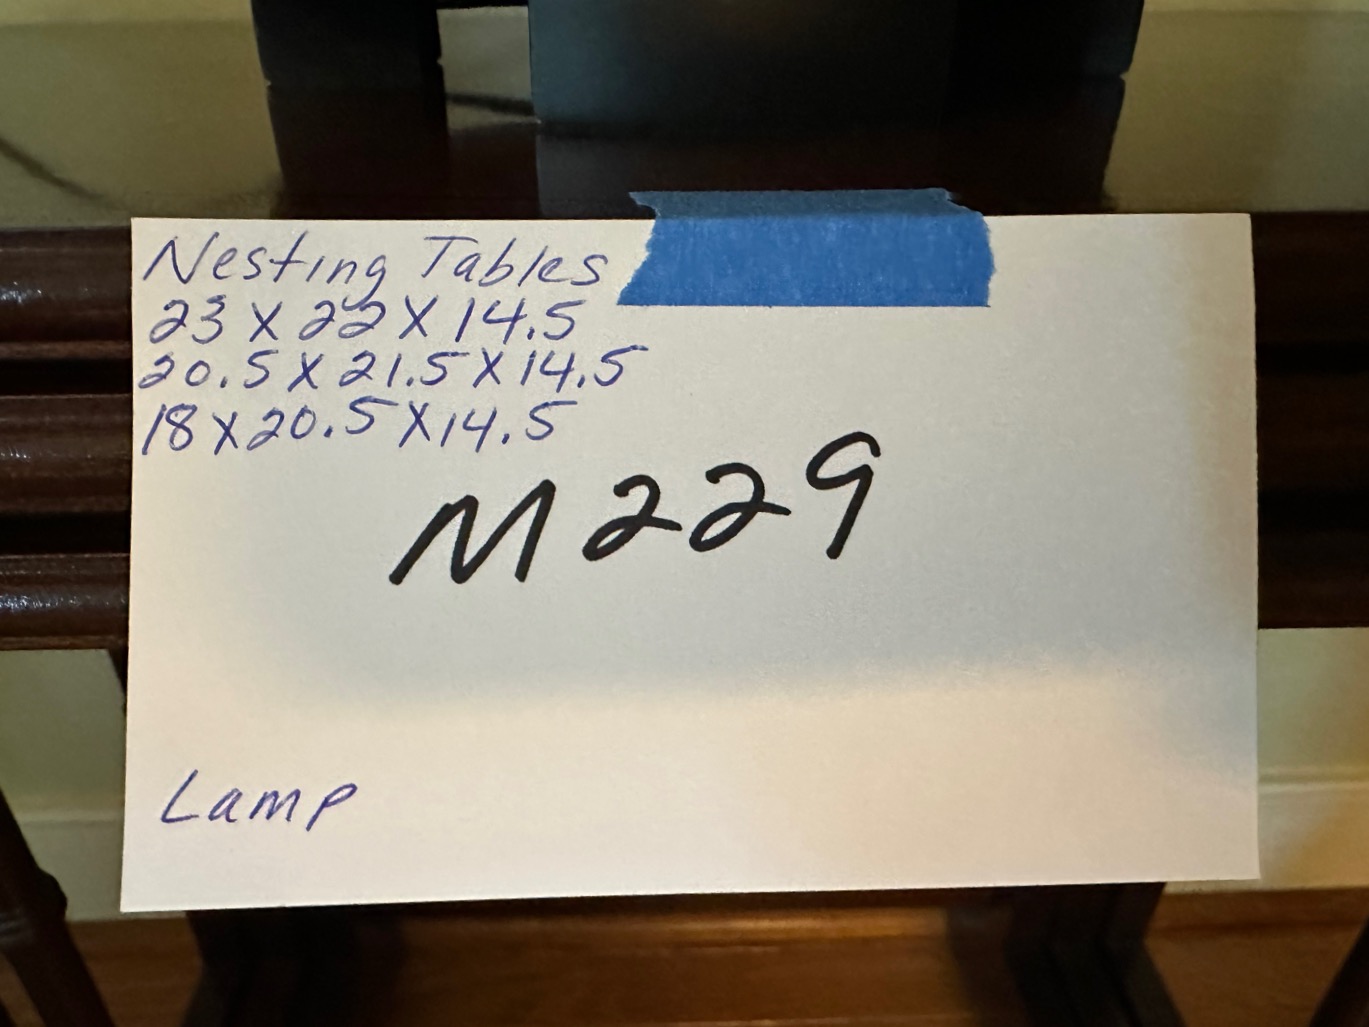 Nesting Tables
23 X 22 X 14.5
20.5 X 21.5 X 14.5
18 X 20.5 X 14.5
M229
Lamp